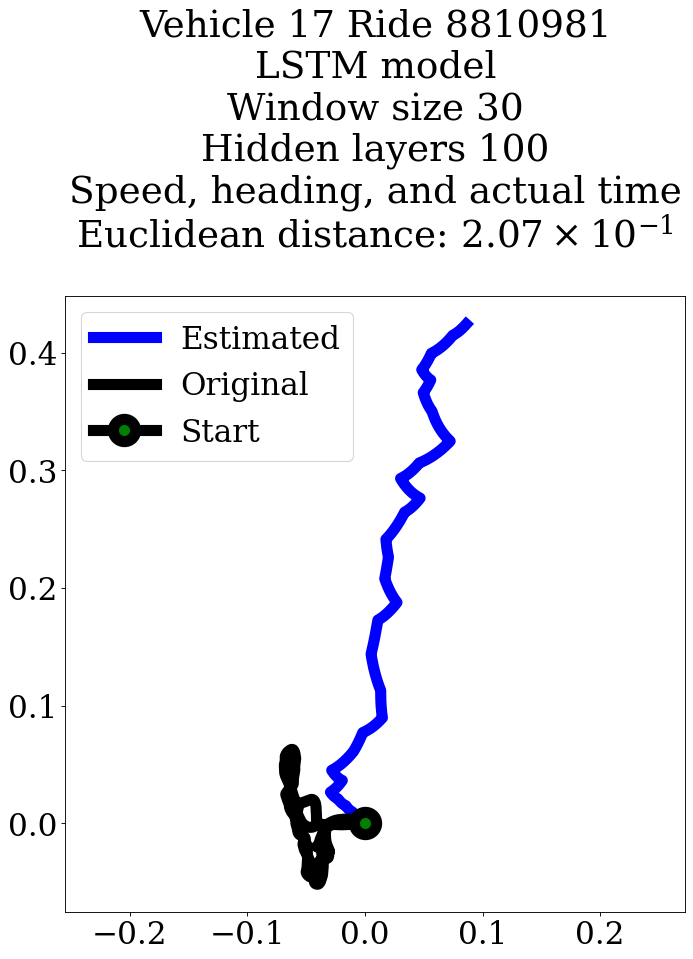 Vehicle 17 Ride 8810981
LSTM model
Window size 30
Hidden layers 100
Speed, heading, and actual time
Euclidean distance: 2.07 × 10⁻¹
Estimated
Original
Start
0.4
0.3
0.2
0.1
0.0
−0.2 −0.1 0.0 0.1 0.2